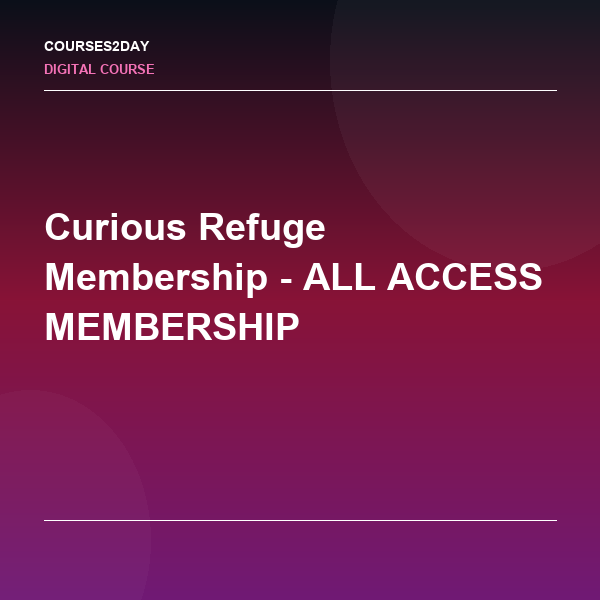 COURSES2DAY
DIGITAL COURSE
Curious Refuge
Membership - ALL ACCESS
MEMBERSHIP